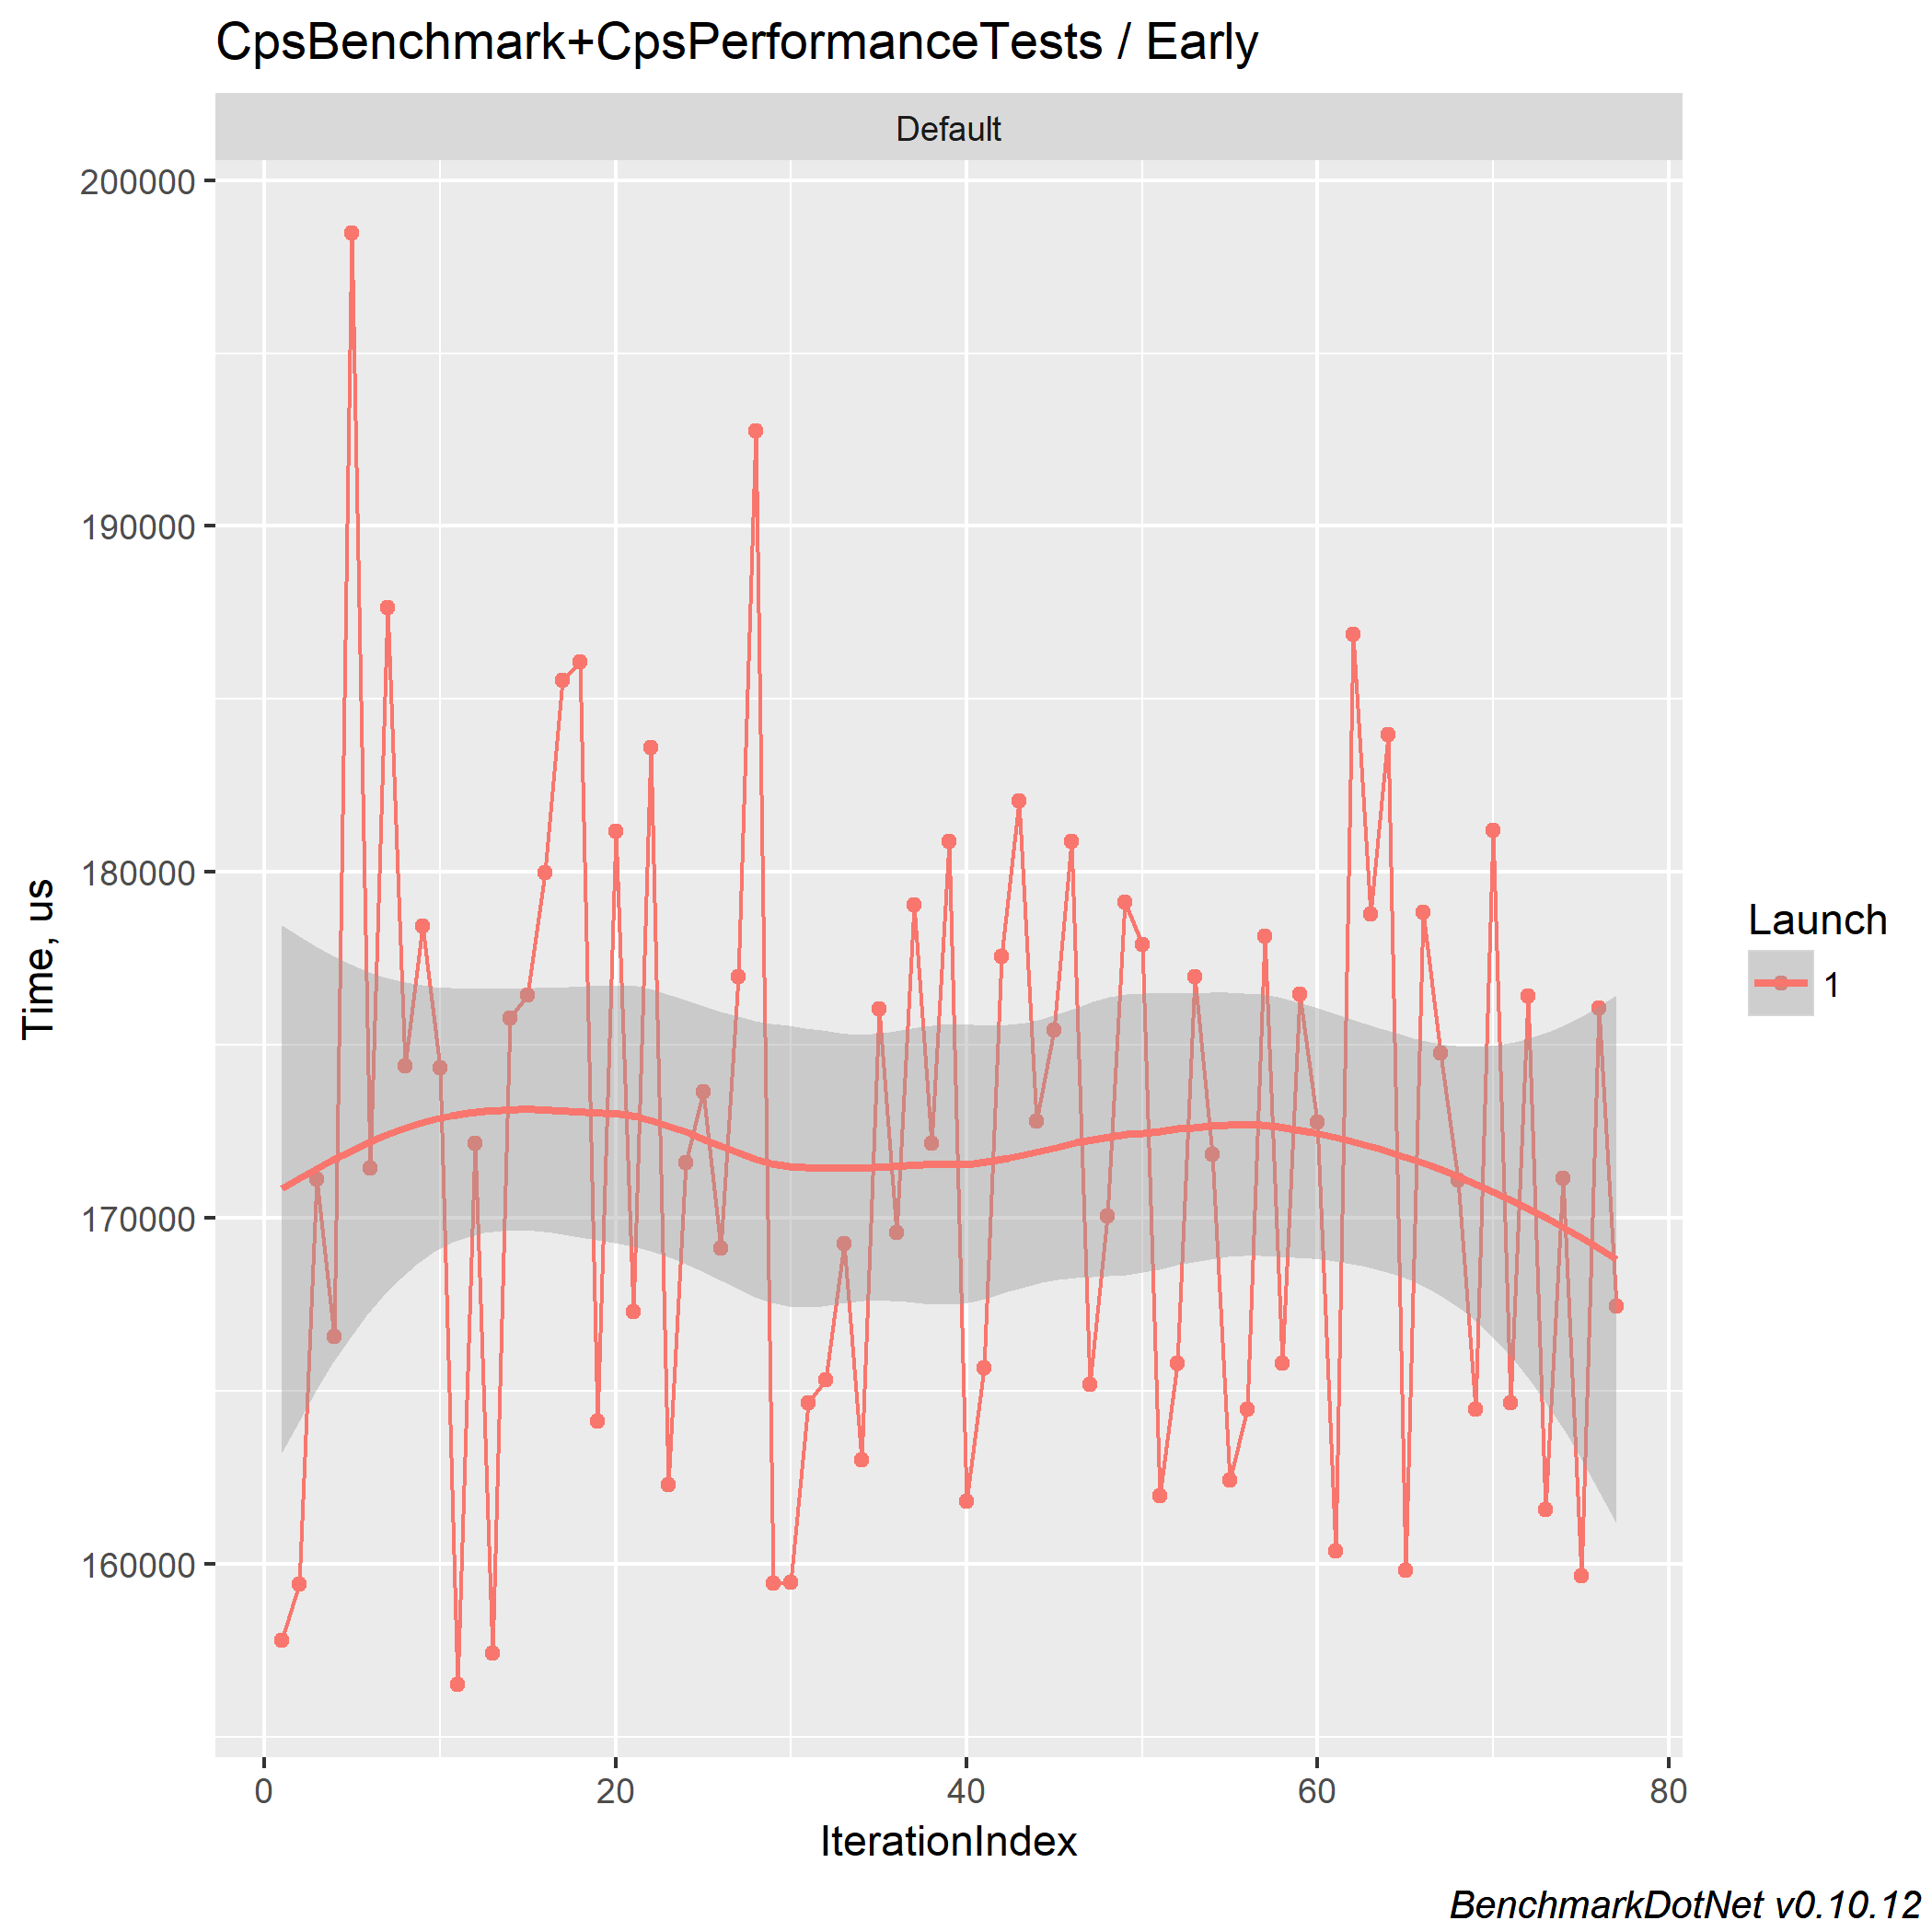 CpsBenchmark+CpsPerformanceTests / Early
Default
200000
190000
180000
170000
160000
Time, us
0 20 40 60 80
IterationIndex
Launch
1
BenchmarkDotNet v0.10.12